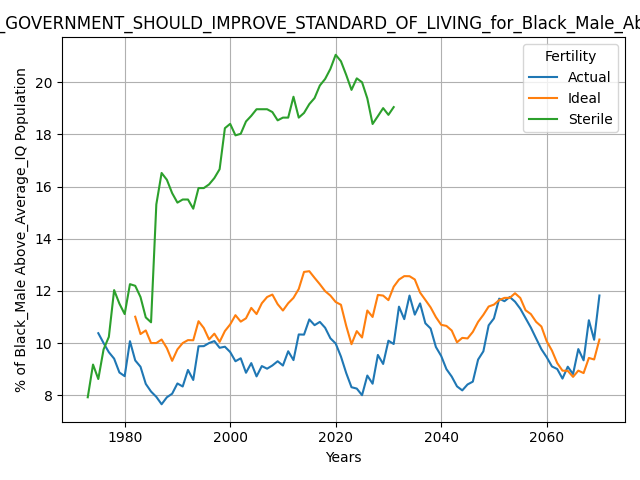 _GOVERNMENT_SHOULD_IMPROVE_STANDARD_OF_LIVING_for_Black_Male_Ab
Fertility
Actual
Ideal
Sterile
% of Black_Male Above_Average_IQ Population
20
18
16
14
12
10
8
1980
2000
2020
2040
2060
Years